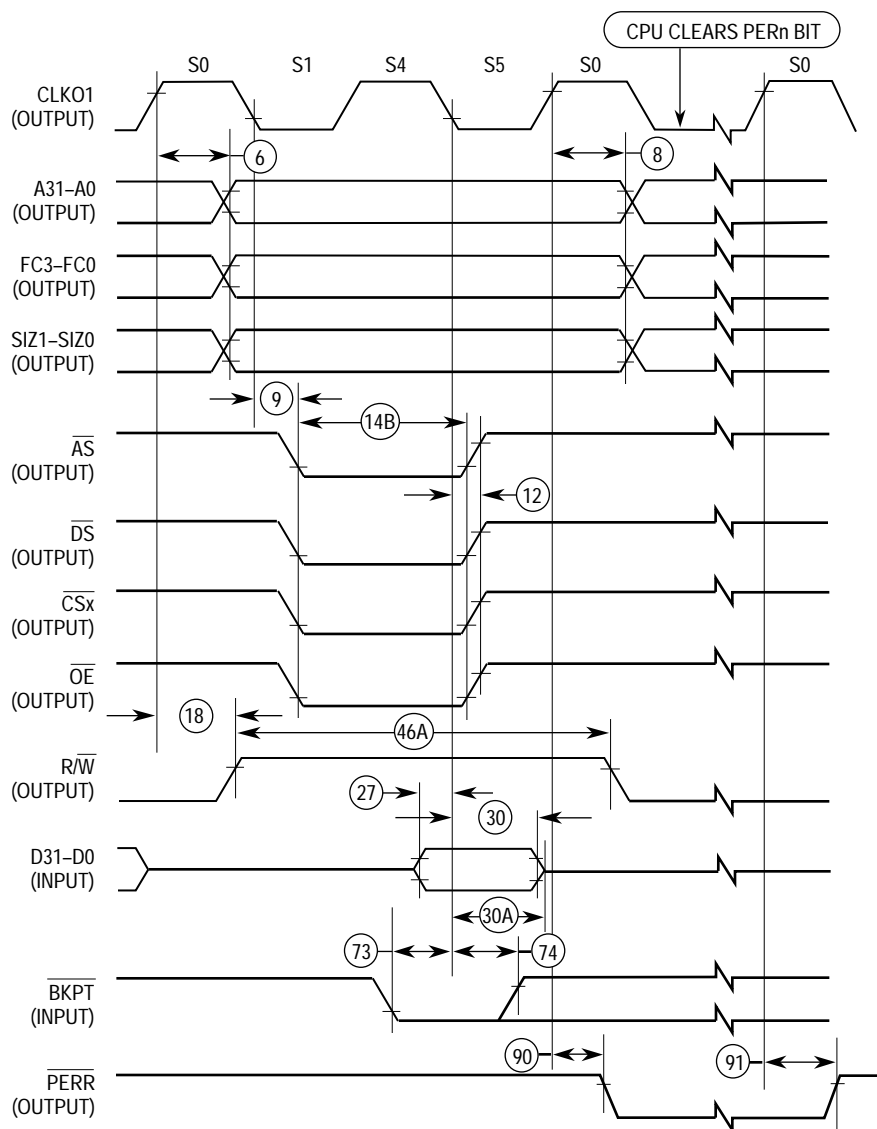 CPU CLEARS PERn BIT
S0 S1 S4 S5 S0 S0
CLKO1
(OUTPUT)
6 8
A31–A0
(OUTPUT)
FC3–FC0
(OUTPUT)
SIZ1–SIZ0
(OUTPUT)
9
14B
AS
(OUTPUT)
12
DS
(OUTPUT)
CSx
(OUTPUT)
OE
(OUTPUT)
18
46A
R/W
(OUTPUT)
27 30
D31–D0
(INPUT)
30A
73 74
BKPT
(INPUT)
90 91
PERR
(OUTPUT)